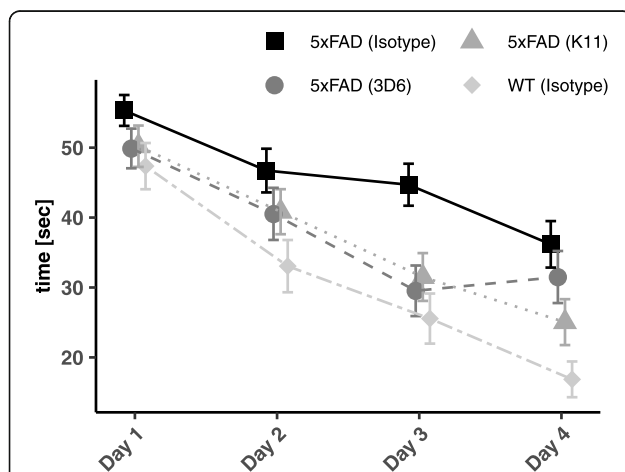 5xFAD (Isotype) 5xFAD (K11)
5xFAD (3D6) WT (Isotype)
time [sec]
50
40
30
20
Day 1 Day 2 Day 3 Day 4